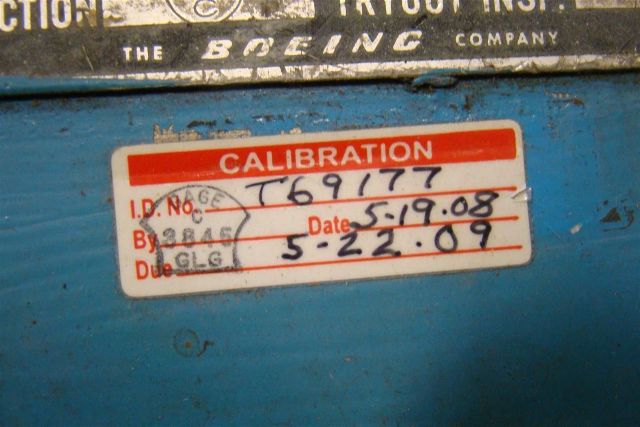 CTION C TRYOUT INSP.
THE BOEING COMPANY
CALIBRATION
I.D. No. T69177
By Date 5-19.08
Due 5-22.09
C
3845
GLG